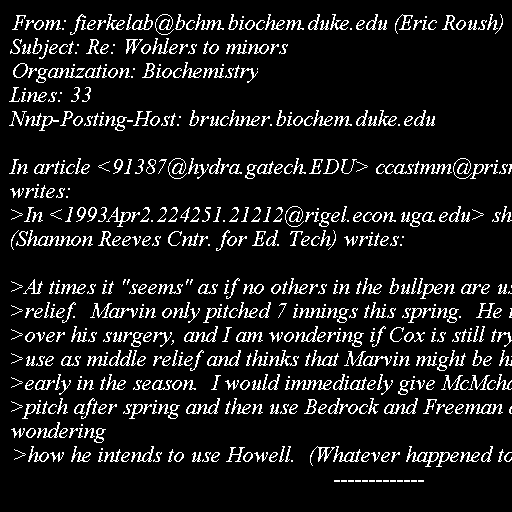 From: fierkelab@bchm.biochem.duke.edu (Eric Roush)
Subject: Re: Wohlers to minors
Organization: Biochemistry
Lines: 33
Nntp-Posting-Host: bruchner.biochem.duke.edu
In article <91387@hydra.gatech.EDU> ccastmm@pris
writes:
>In <1993Apr2.224251.21212@rigel.econ.uga.edu> sh
(Shannon Reeves Cntr. for Ed. Tech) writes:
>At times it "seems" as if no others in the bullpen are us
>relief.  Marvin only pitched 7 innings this spring.  He
>over his surgery, and I am wondering if Cox is still try
>use as middle relief and thinks that Marvin might be hi
>early in the season.  I would immediately give McMcha
>pitch after spring and then use Bedrock and Freeman
wondering
>how he intends to use Howell.  (Whatever happened to
-------------